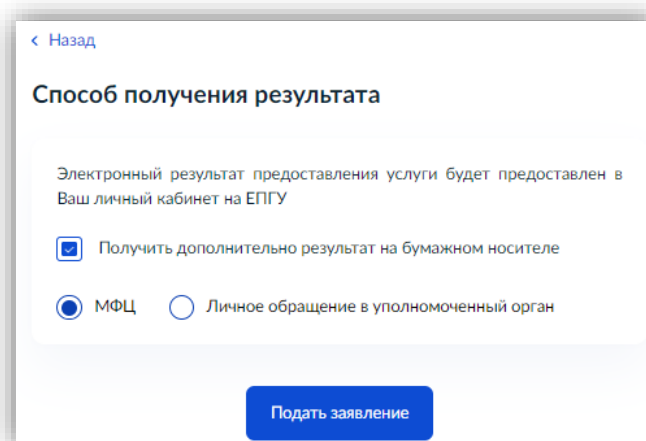 Назад
Способ получения результата
Электронный результат предоставления услуги будет предоставлен в
Ваш личный кабинет на ЕПГУ
Получить дополнительно результат на бумажном носителе
МФЦ Личное обращение в уполномоченный орган
Подать заявление